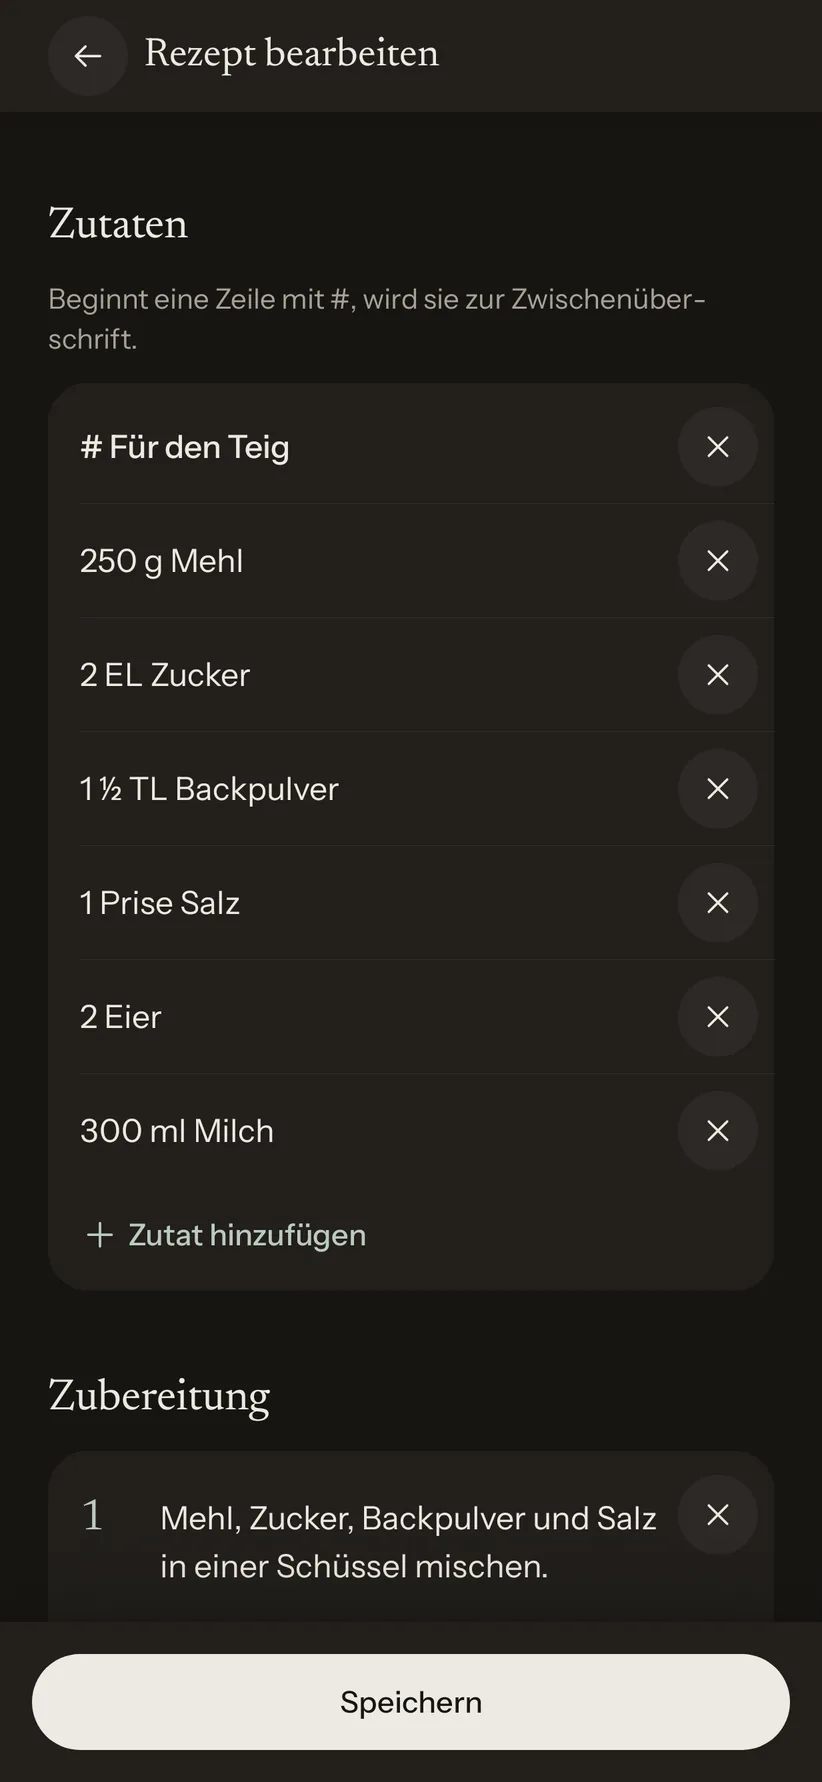 Rezept bearbeiten
Zutaten
Beginnt eine Zeile mit #, wird sie zur Zwischenüber-
schrift.
# Für den Teig
250 g Mehl
2 EL Zucker
1 ½ TL Backpulver
1 Prise Salz
2 Eier
300 ml Milch
Zutat hinzufügen
Zubereitung
1 Mehl, Zucker, Backpulver und Salz
in einer Schüssel mischen.
Speichern